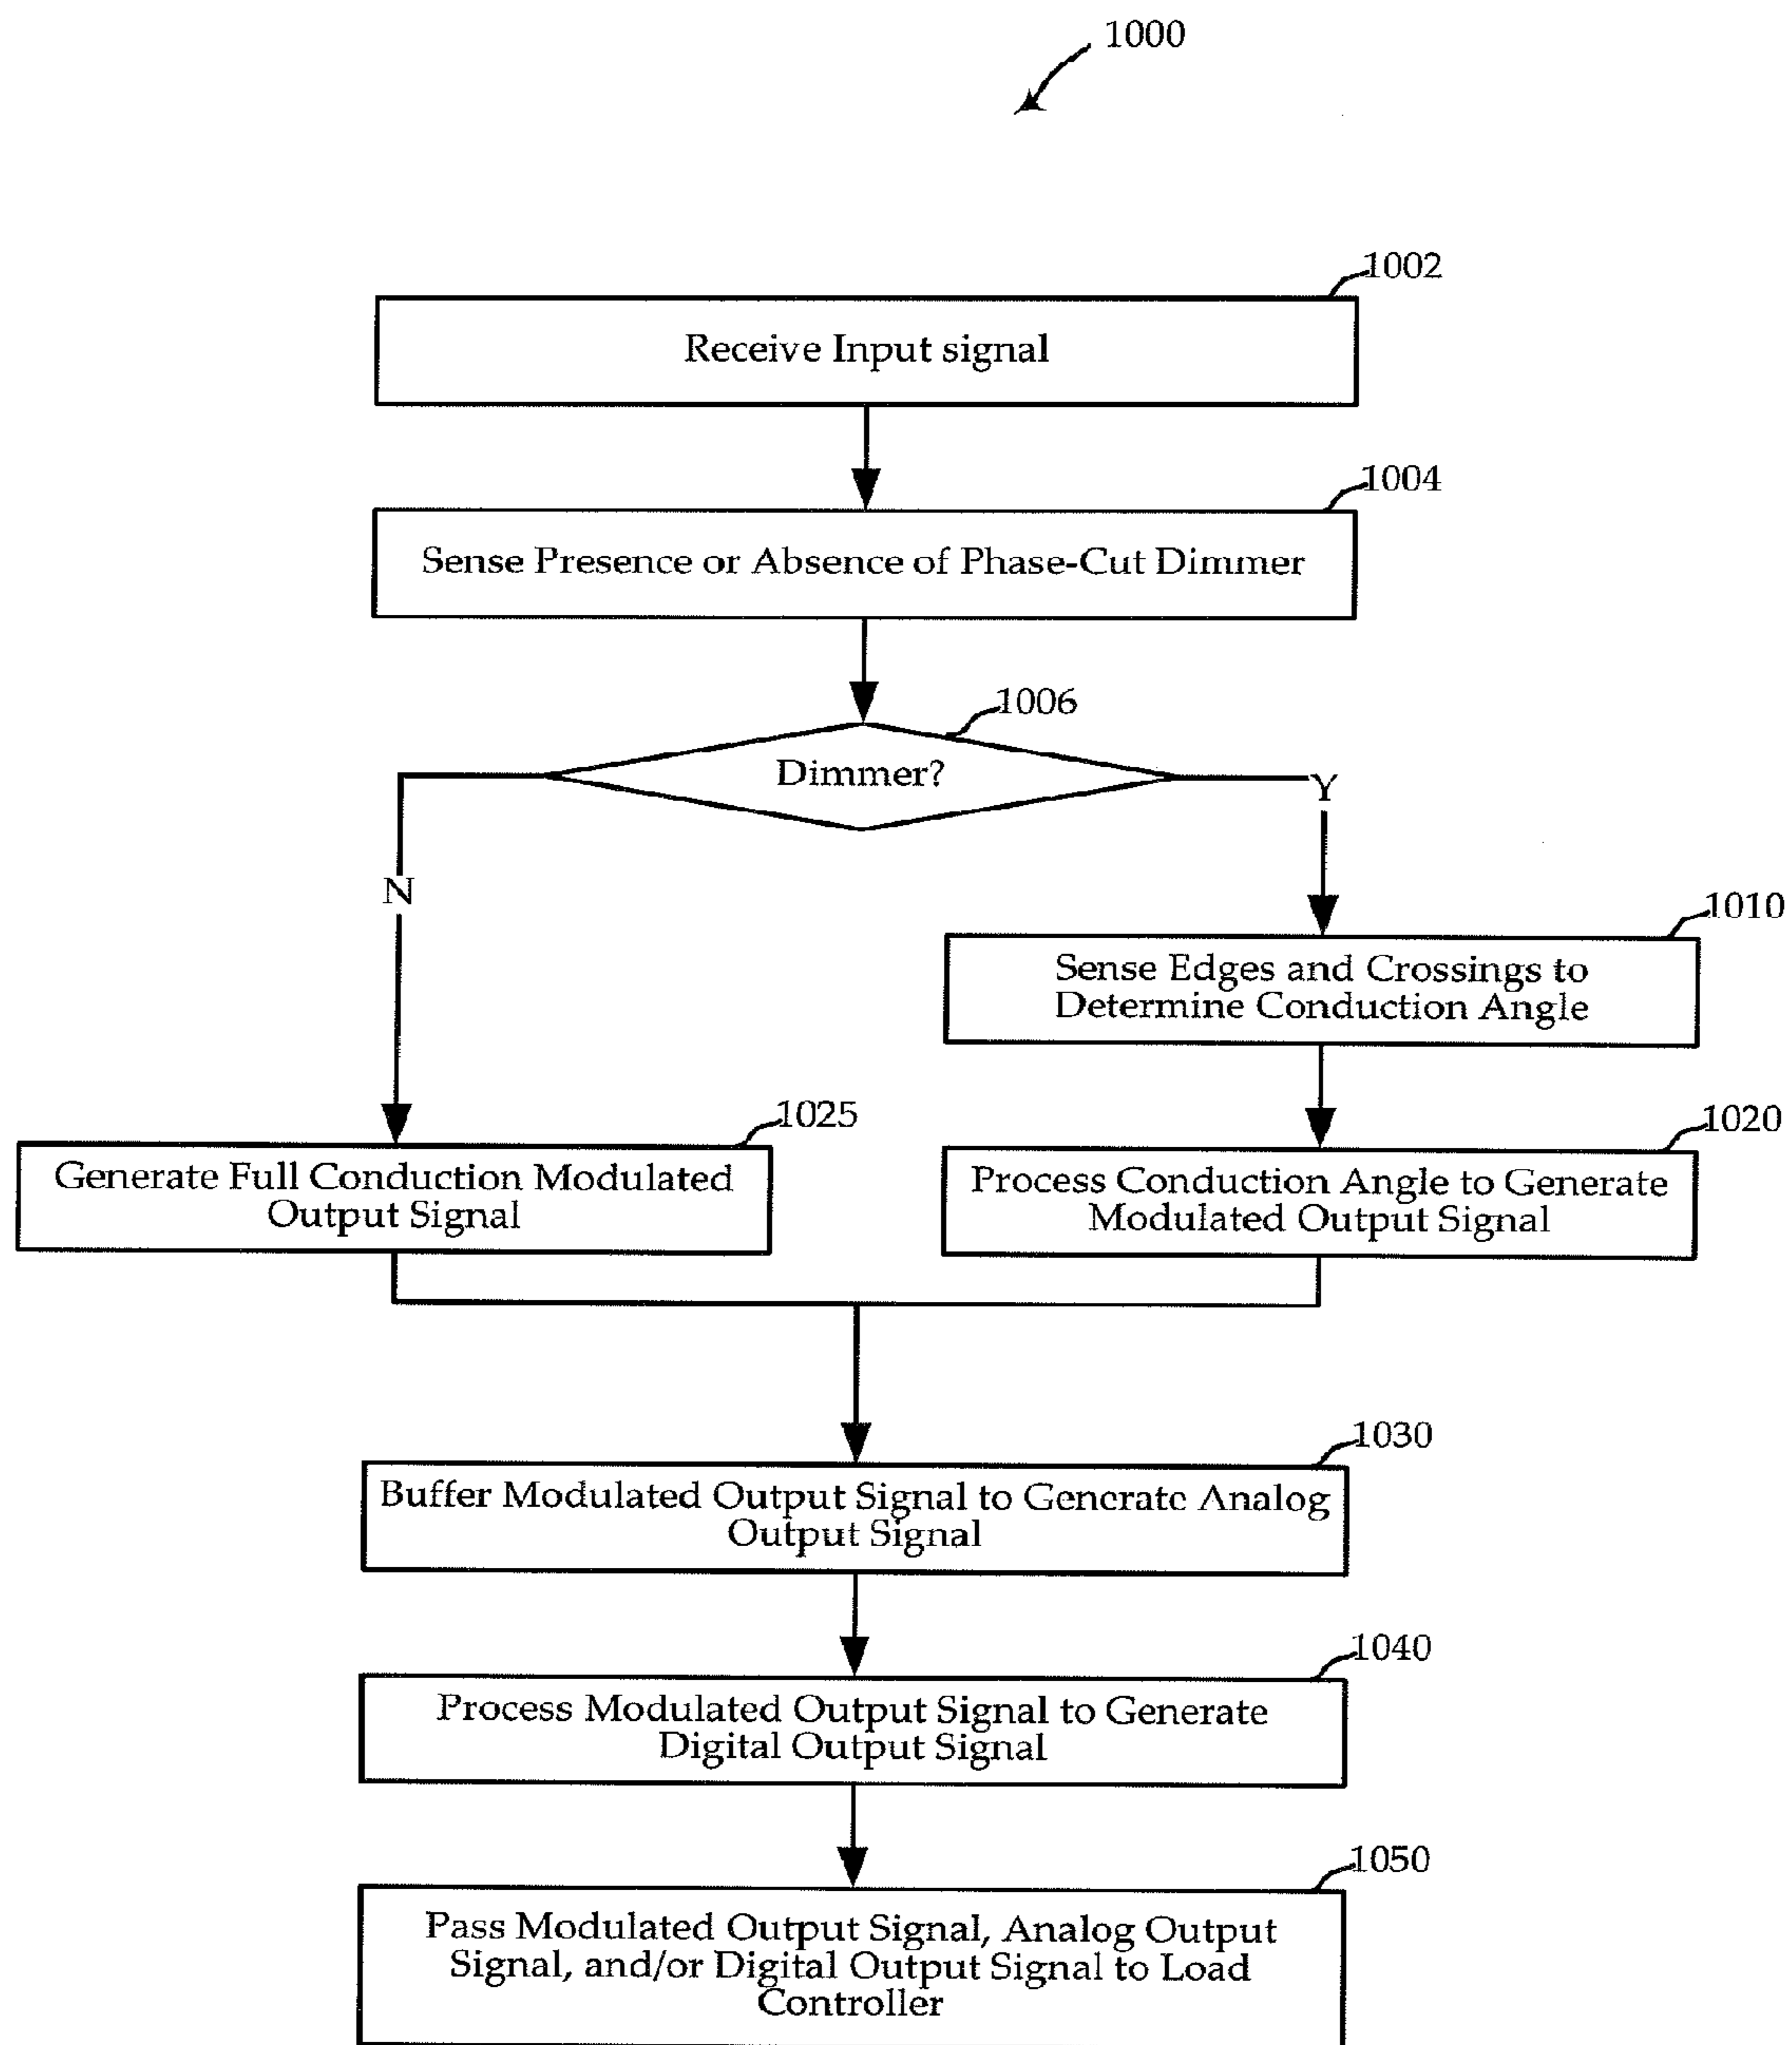 1000
1002
Receive Input signal
1004
Sense Presence or Absence of Phase-Cut Dimmer
1006
Dimmer?
Y
N
1010
Sense Edges and Crossings to
Determine Conduction Angle
1025
Generate Full Conduction Modulated
Output Signal
1020
Process Conduction Angle to Generate
Modulated Output Signal
1030
Buffer Modulated Output Signal to Generate Analog
Output Signal
1040
Process Modulated Output Signal to Generate
Digital Output Signal
1050
Pass Modulated Output Signal, Analog Output
Signal, and/or Digital Output Signal to Load
Controller